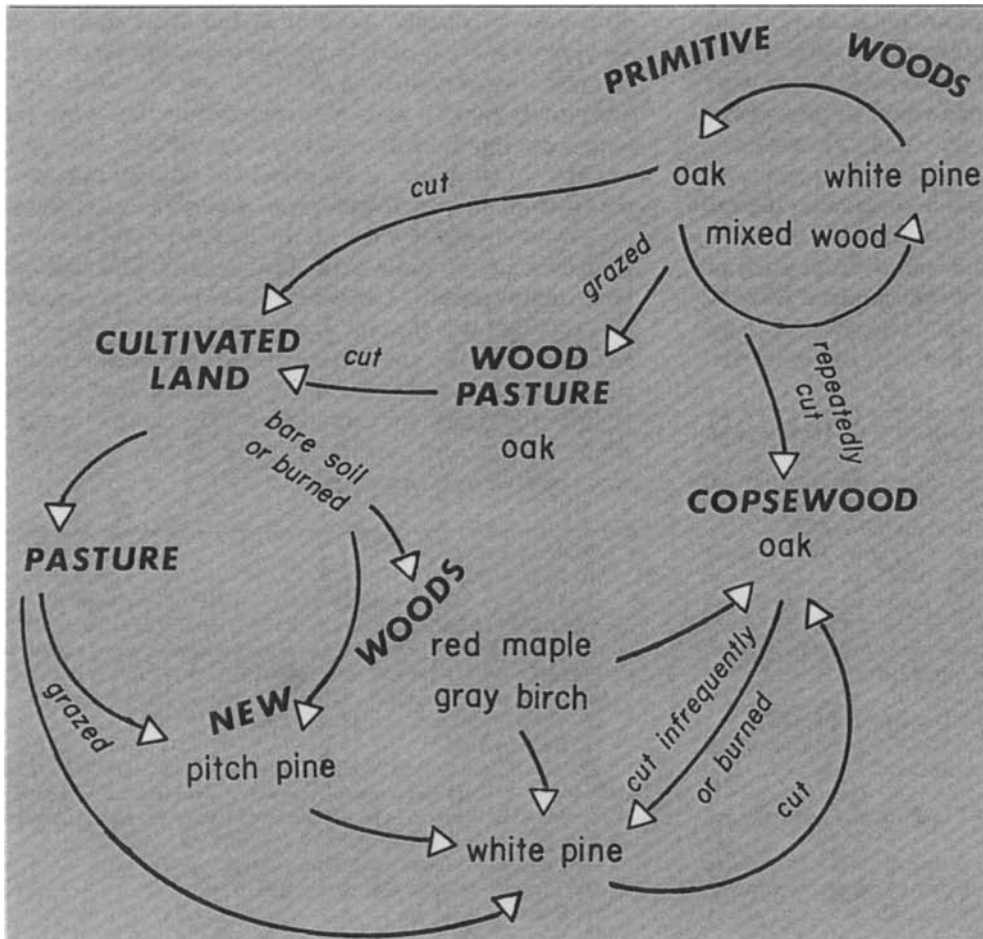 PRIMITIVE WOODS
cut
oak
white pine
mixed wood
grazed
CULTIVATED
LAND
cut
WOOD
PASTURE
oak
repeatedly
cut
bare soil
or burned
COPSEWOOD
oak
PASTURE
NEW WOODS
red maple
gray birch
grazed
pitch pine
cut infrequently
or burned
cut
white pine